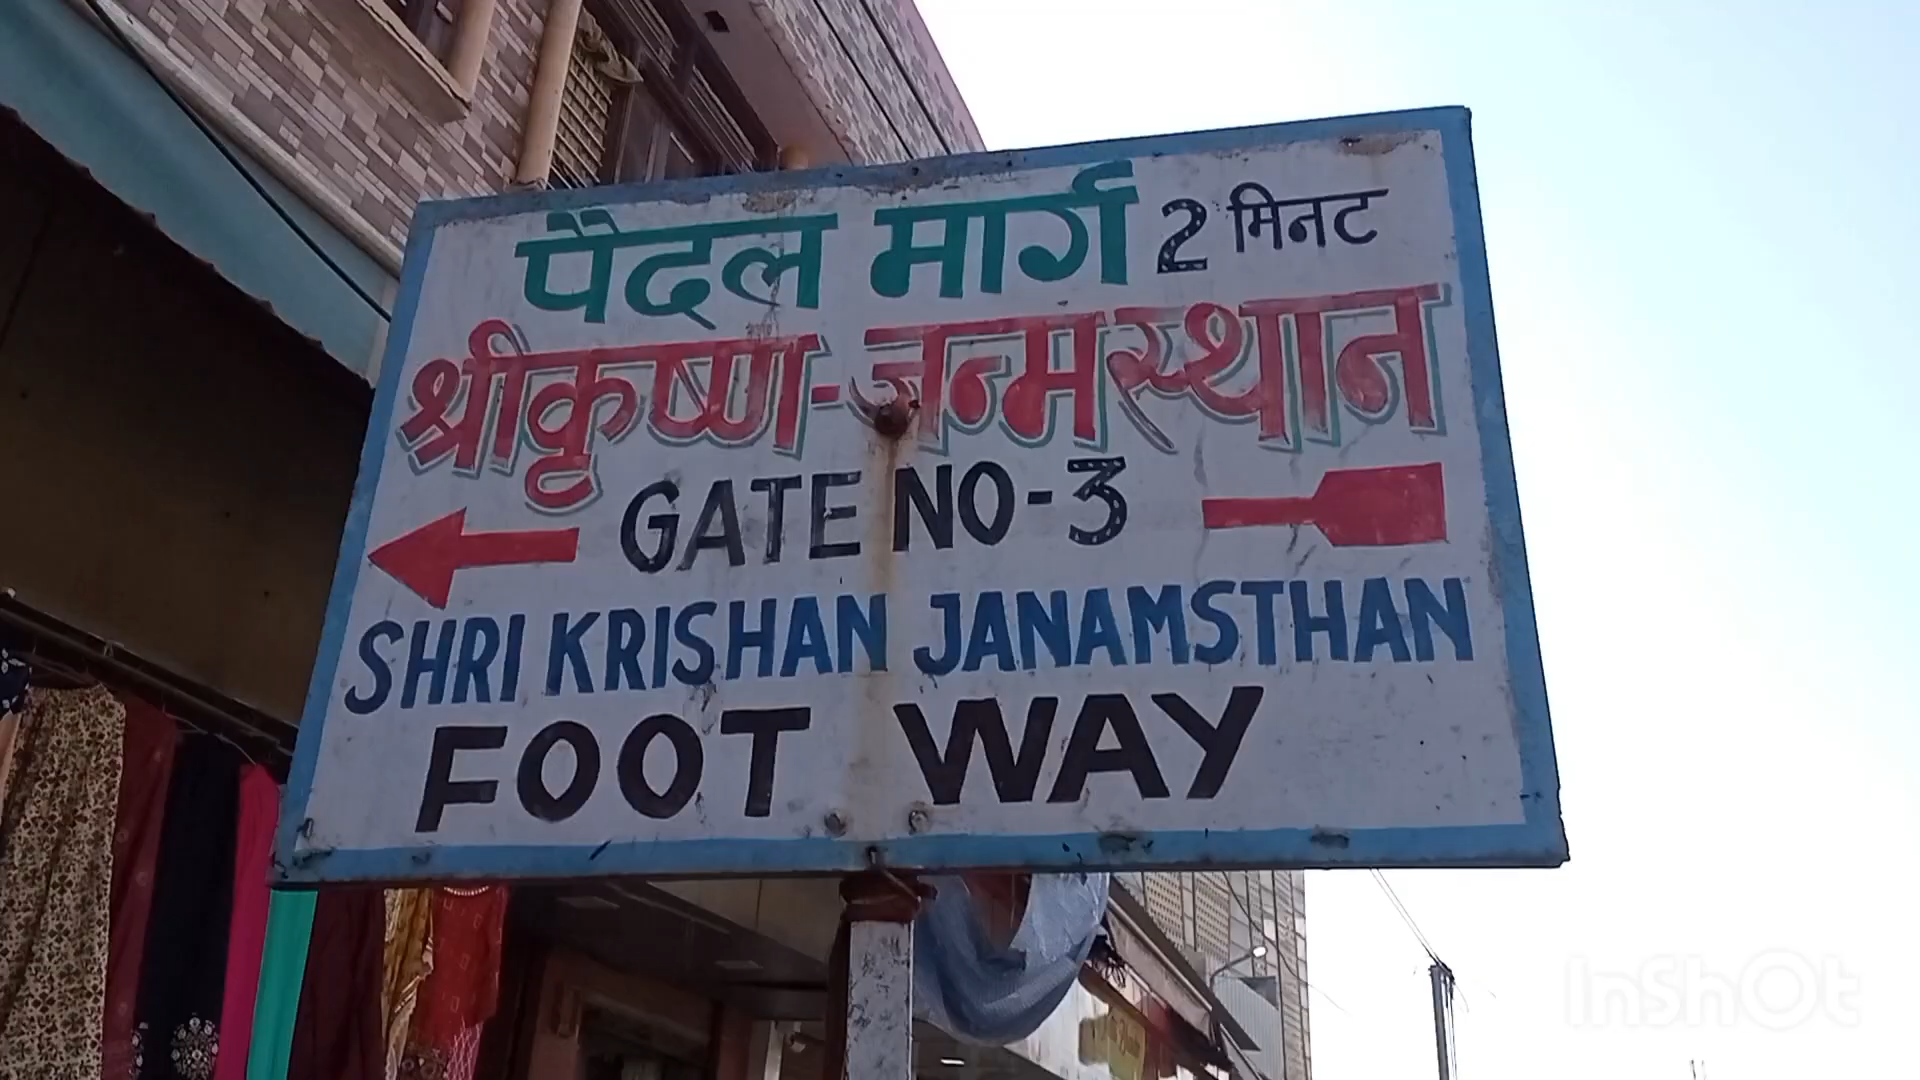 पैदल मार्ग 2 मिनट
श्रीकृष्ण-जन्मस्थान
GATE NO-3
SHRI KRISHAN JANAMSTHAN
FOOT WAY
InShOt